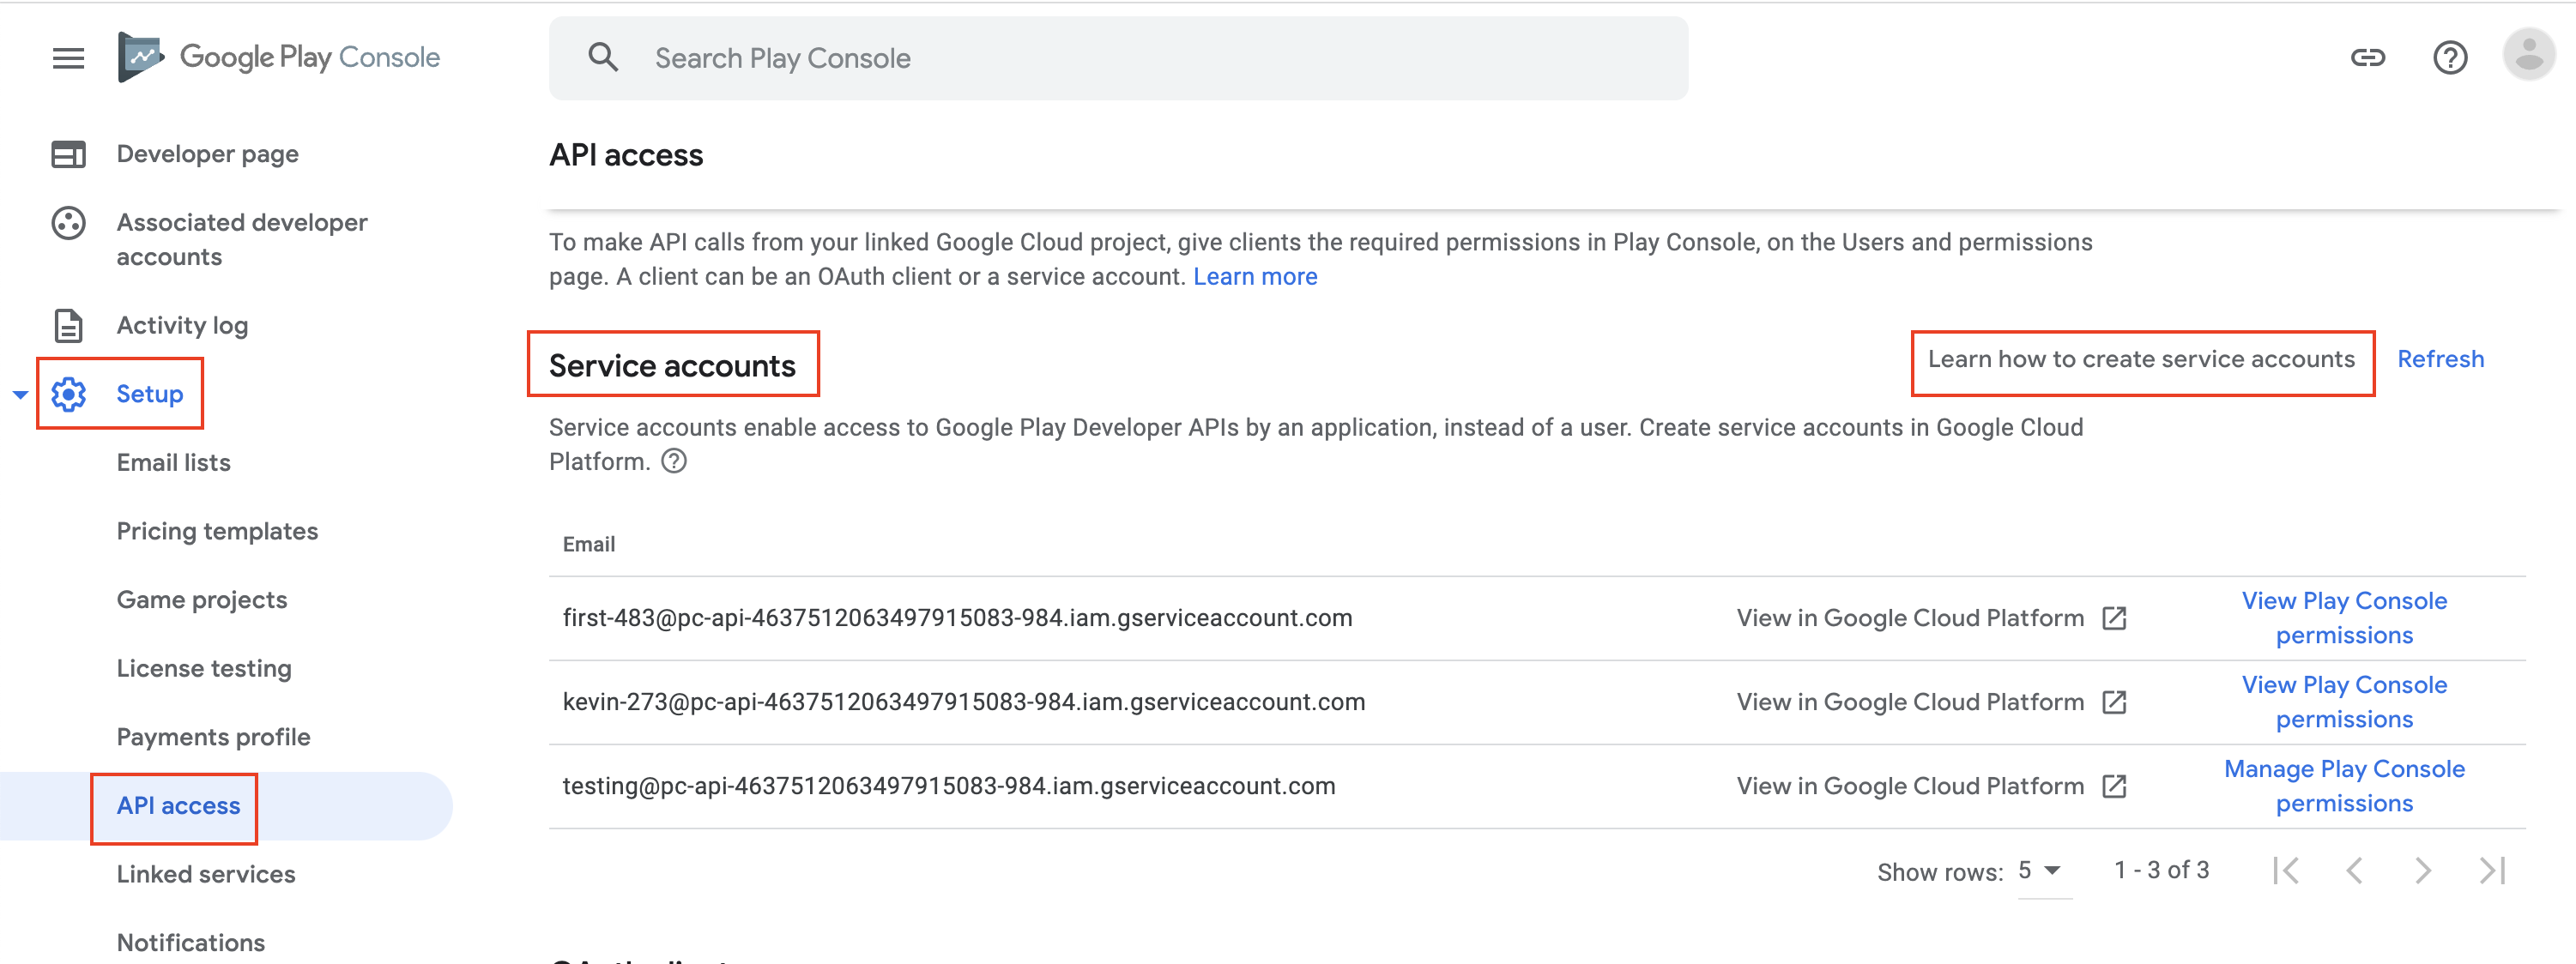 Google Play Console
Search Play Console
Developer page
Associated developer
accounts
Activity log
Setup
Email lists
Pricing templates
Game projects
License testing
Payments profile
API access
Linked services
Notifications
API access
To make API calls from your linked Google Cloud project, give clients the required permissions in Play Console, on the Users and permissions
page. A client can be an OAuth client or a service account. Learn more
Service accounts
Learn how to create service accounts
Refresh
Service accounts enable access to Google Play Developer APIs by an application, instead of a user. Create service accounts in Google Cloud
Platform.
Email
first-483@pc-api-4637512063497915083-984.iam.gserviceaccount.com
View in Google Cloud Platform
View Play Console
permissions
kevin-273@pc-api-4637512063497915083-984.iam.gserviceaccount.com
View in Google Cloud Platform
View Play Console
permissions
testing@pc-api-4637512063497915083-984.iam.gserviceaccount.com
View in Google Cloud Platform
Manage Play Console
permissions
Show rows: 5
1 - 3 of 3